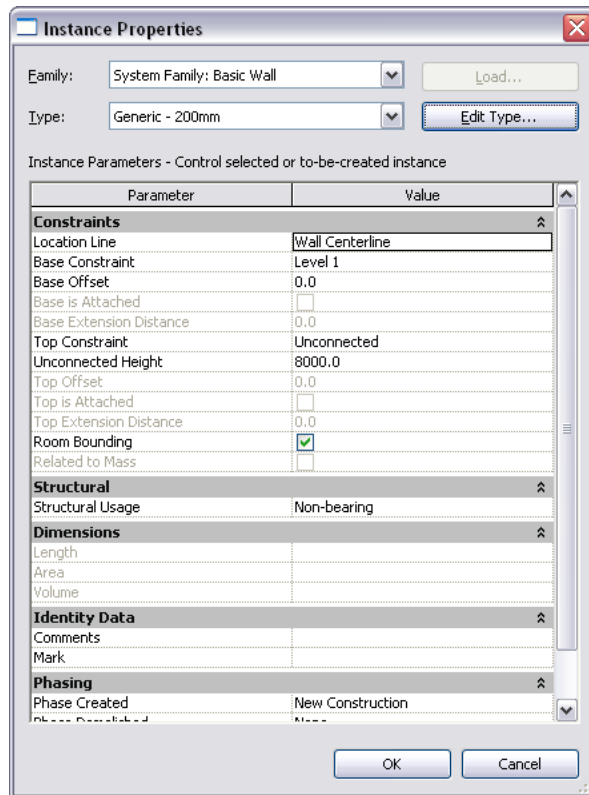 Instance Properties
Family: System Family: Basic Wall Load...
Type: Generic - 200mm Edit Type...
Instance Parameters - Control selected or to-be-created instance
Parameter Value
Constraints
Location Line Wall Centerline
Base Constraint Level 1
Base Offset 0.0
Base is Attached
Base Extension Distance 0.0
Top Constraint Unconnected
Unconnected Height 8000.0
Top Offset 0.0
Top is Attached
Top Extension Distance 0.0
Room Bounding
Related to Mass
Structural
Structural Usage Non-bearing
Dimensions
Length
Area
Volume
Identity Data
Comments
Mark
Phasing
Phase Created New Construction
Phase Demolished None
OK Cancel